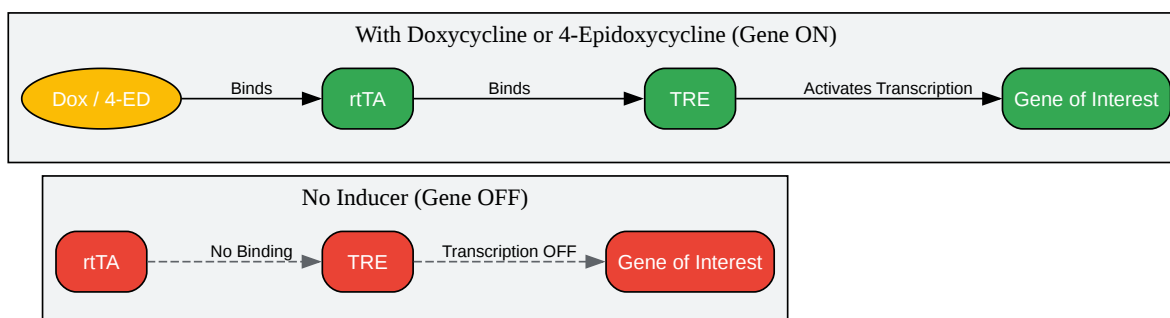 With Doxycycline or 4-Epidoxycycline (Gene ON)
Dox / 4-ED
Binds
rtTA
Binds
TRE
Activates Transcription
Gene of Interest
No Inducer (Gene OFF)
rtTA
No Binding
TRE
Transcription OFF
Gene of Interest